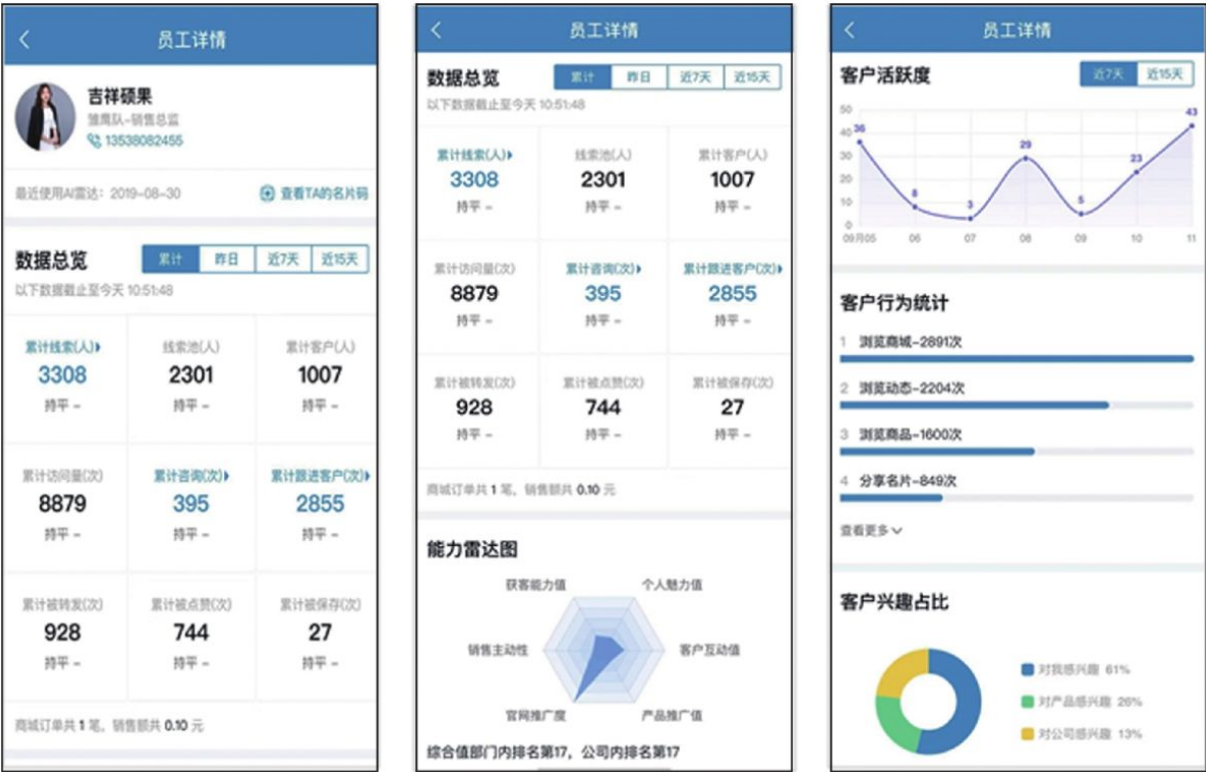 员工详情
吉祥硕果
雏鹰队-销售总监
13538082455
最近使用AI雷达：2019-08-30 查看TA的名片码
数据总览 累计 昨日 近7天 近15天
以下数据截止至今天 10:51:48
累计线索(人) 线索池(人) 累计客户(人)
3308 2301 1007
持平 - 持平 - 持平 -
累计访问量(次) 累计咨询(次) 累计跟进客户(次)
8879 395 2855
持平 - 持平 - 持平 -
累计被转发(次) 累计被点赞(次) 累计被保存(次)
928 744 27
持平 - 持平 - 持平 -
商城订单共 1 笔，销售额共 0.10 元
员工详情
数据总览 累计 昨日 近7天 近15天
以下数据截止至今天 10:51:48
累计线索(人) 线索池(人) 累计客户(人)
3308 2301 1007
持平 - 持平 - 持平 -
累计访问量(次) 累计咨询(次) 累计跟进客户(次)
8879 395 2855
持平 - 持平 - 持平 -
累计被转发(次) 累计被点赞(次) 累计被保存(次)
928 744 27
持平 - 持平 - 持平 -
商城订单共 1 笔，销售额共 0.10 元
能力雷达图
获客能力值 个人魅力值
销售主动性 客户互动值
官网推广度 产品推广值
综合值部门内排名第17，公司内排名第17
员工详情
客户活跃度 近7天 近15天
50
40
30
20
10
0
36 8 3 29 5 23 43
09月05 06 07 08 09 10 11
客户行为统计
1 浏览商城-2891次
2 浏览动态-2204次
3 浏览商品-1600次
4 分享名片-849次
查看更多
客户兴趣占比
对我感兴趣 61%
对产品感兴趣 26%
对公司感兴趣 13%